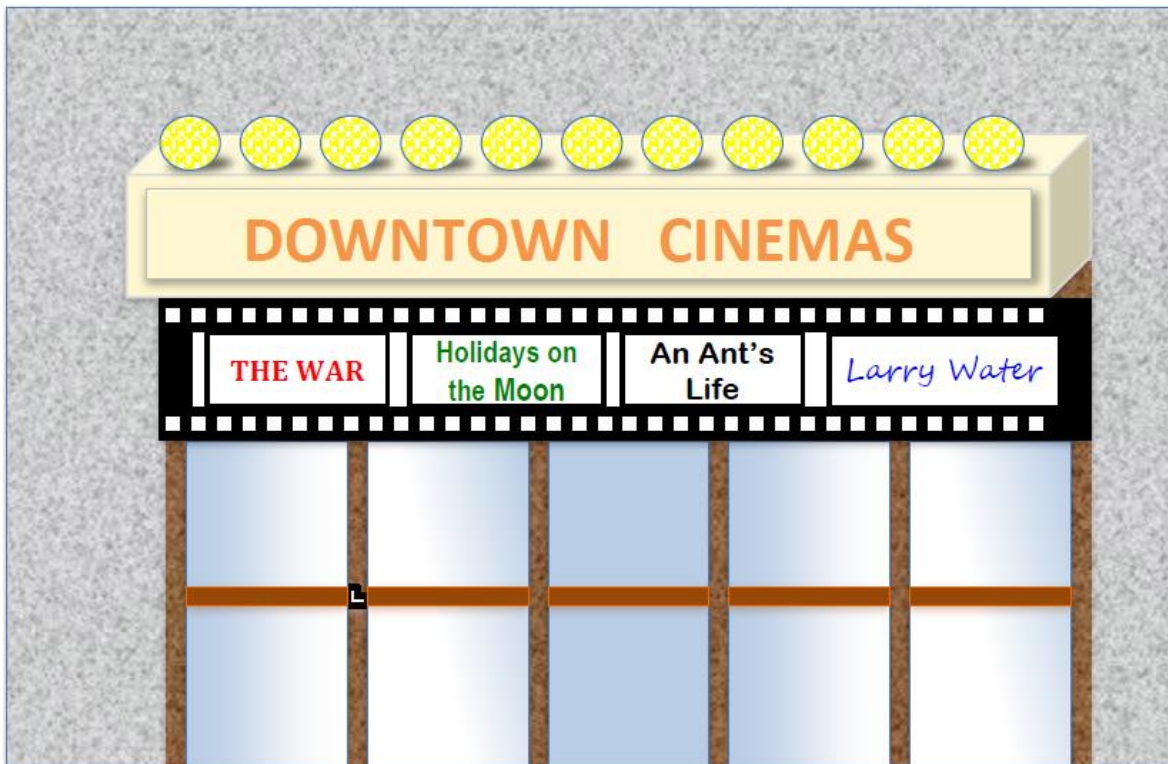 DOWNTOWN CINEMAS
THE WAR
Holidays on
the Moon
An Ant's
Life
Larry Water